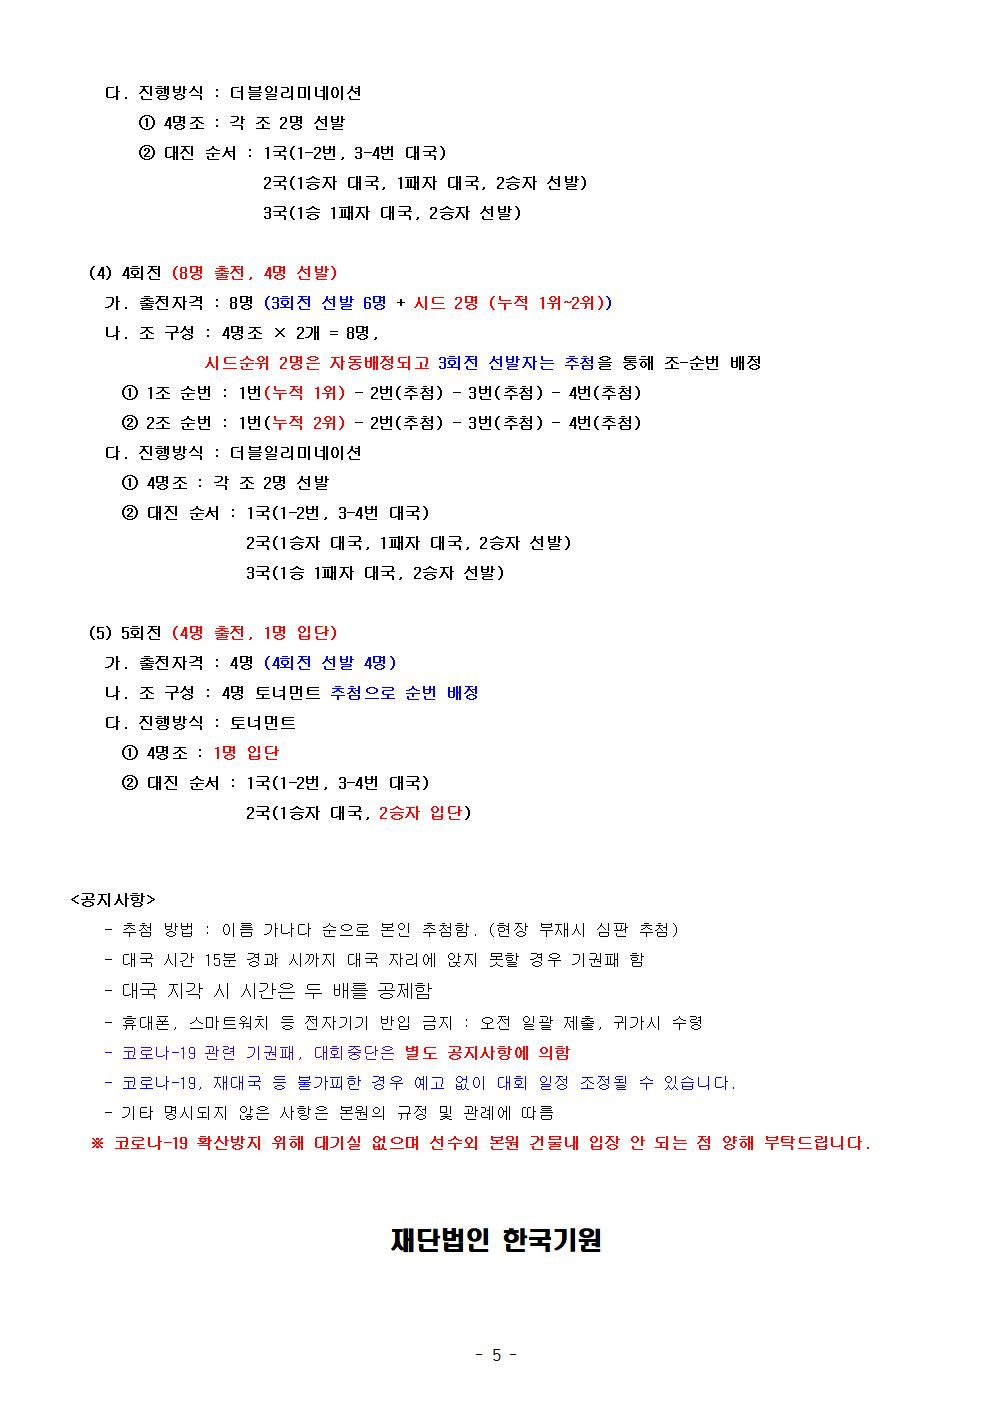 다. 진행방식 : 더블일리미네이션
① 4명조 : 각 조 2명 선발
② 대진 순서 : 1국(1-2번, 3-4번 대국)
2국(1승자 대국, 1패자 대국, 2승자 선발)
3국(1승 1패자 대국, 2승자 선발)
(4) 4회전 (8명 출전, 4명 선발)
가. 출전자격 : 8명 (3회전 선발 6명 + 시드 2명 (누적 1위~2위))
나. 조 구성 : 4명조 × 2개 = 8명,
시드순위 2명은 자동배정되고 3회전 선발자는 추첨을 통해 조-순번 배정
① 1조 순번 : 1번(누적 1위) - 2번(추첨) - 3번(추첨) - 4번(추첨)
② 2조 순번 : 1번(누적 2위) - 2번(추첨) - 3번(추첨) - 4번(추첨)
다. 진행방식 : 더블일리미네이션
① 4명조 : 각 조 2명 선발
② 대진 순서 : 1국(1-2번, 3-4번 대국)
2국(1승자 대국, 1패자 대국, 2승자 선발)
3국(1승 1패자 대국, 2승자 선발)
(5) 5회전 (4명 출전, 1명 입단)
가. 출전자격 : 4명 (4회전 선발 4명)
나. 조 구성 : 4명 토너먼트 추첨으로 순번 배정
다. 진행방식 : 토너먼트
① 4명조 : 1명 입단
② 대진 순서 : 1국(1-2번, 3-4번 대국)
2국(1승자 대국, 2승자 입단)
<공지사항>
- 추첨 방법 : 이름 가나다 순으로 본인 추첨함. (현장 부재시 심판 추첨)
- 대국 시간 15분 경과 시까지 대국 자리에 앉지 못할 경우 기권패 함
- 대국 지각 시 시간은 두 배를 공제함
- 휴대폰, 스마트워치 등 전자기기 반입 금지 : 오전 일괄 제출, 귀가시 수령
- 코로나-19 관련 기권패, 대회중단은 별도 공지사항에 의함
- 코로나-19, 재대국 등 불가피한 경우 예고 없이 대회 일정 조정될 수 있습니다.
- 기타 명시되지 않은 사항은 본원의 규정 및 관례에 따름
※ 코로나-19 확산방지 위해 대기실 없으며 선수외 본원 건물내 입장 안 되는 점 양해 부탁드립니다.
재단법인 한국기원
- 5 -